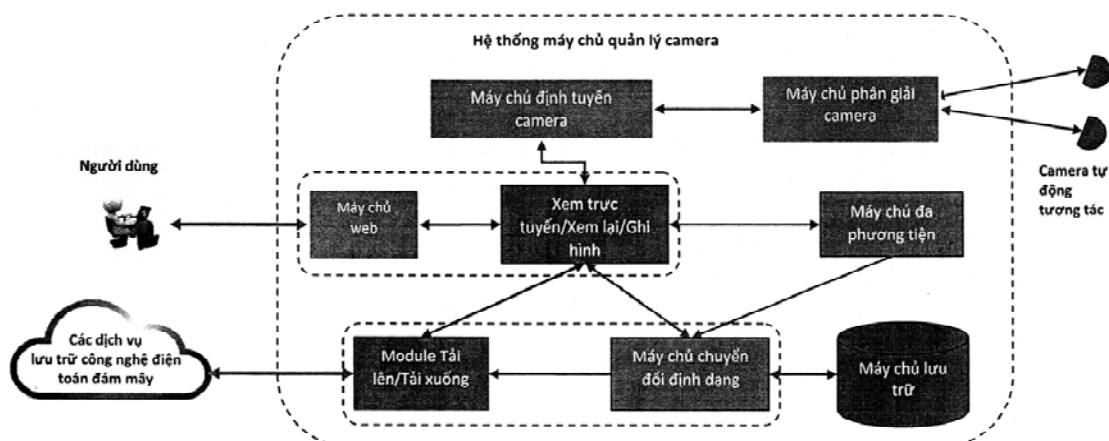 Hệ thống máy chủ quản lý camera
Máy chủ định tuyến
camera
Máy chủ phân giải
camera
Người dùng
Camera tự
động
tương tác
Máy chủ
web
Xem trực
tuyến/Xem lại/Ghi
hình
Máy chủ đa
phương tiện
Các dịch vụ
lưu trữ công nghệ điện
toán đám mây
Module Tải
lên/Tải xuống
Máy chủ chuyển
đổi định dạng
Máy chủ lưu
trữ